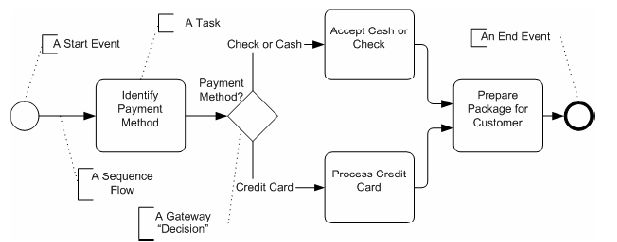 A Start Event
A Task
Identify
Payment
Method
A Sequence
Flow
Payment
Method?
A Gateway
"Decision"
Check or Cash
Accept Cash or
Check
Credit Card
Process Credit
Card
Prepare
Package for
Customer
An End Event